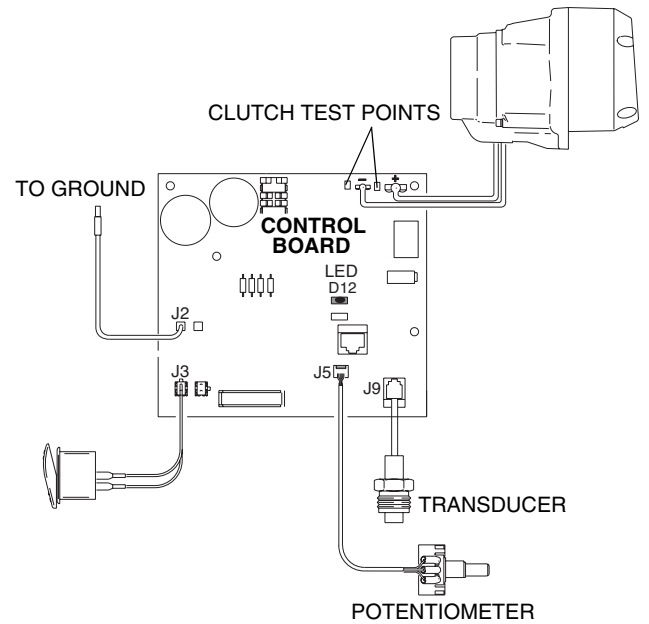 CLUTCH TEST POINTS
TO GROUND
- +
CONTROL
BOARD
LED
D12
J2
J3
J5
J9
TRANSDUCER
POTENTIOMETER